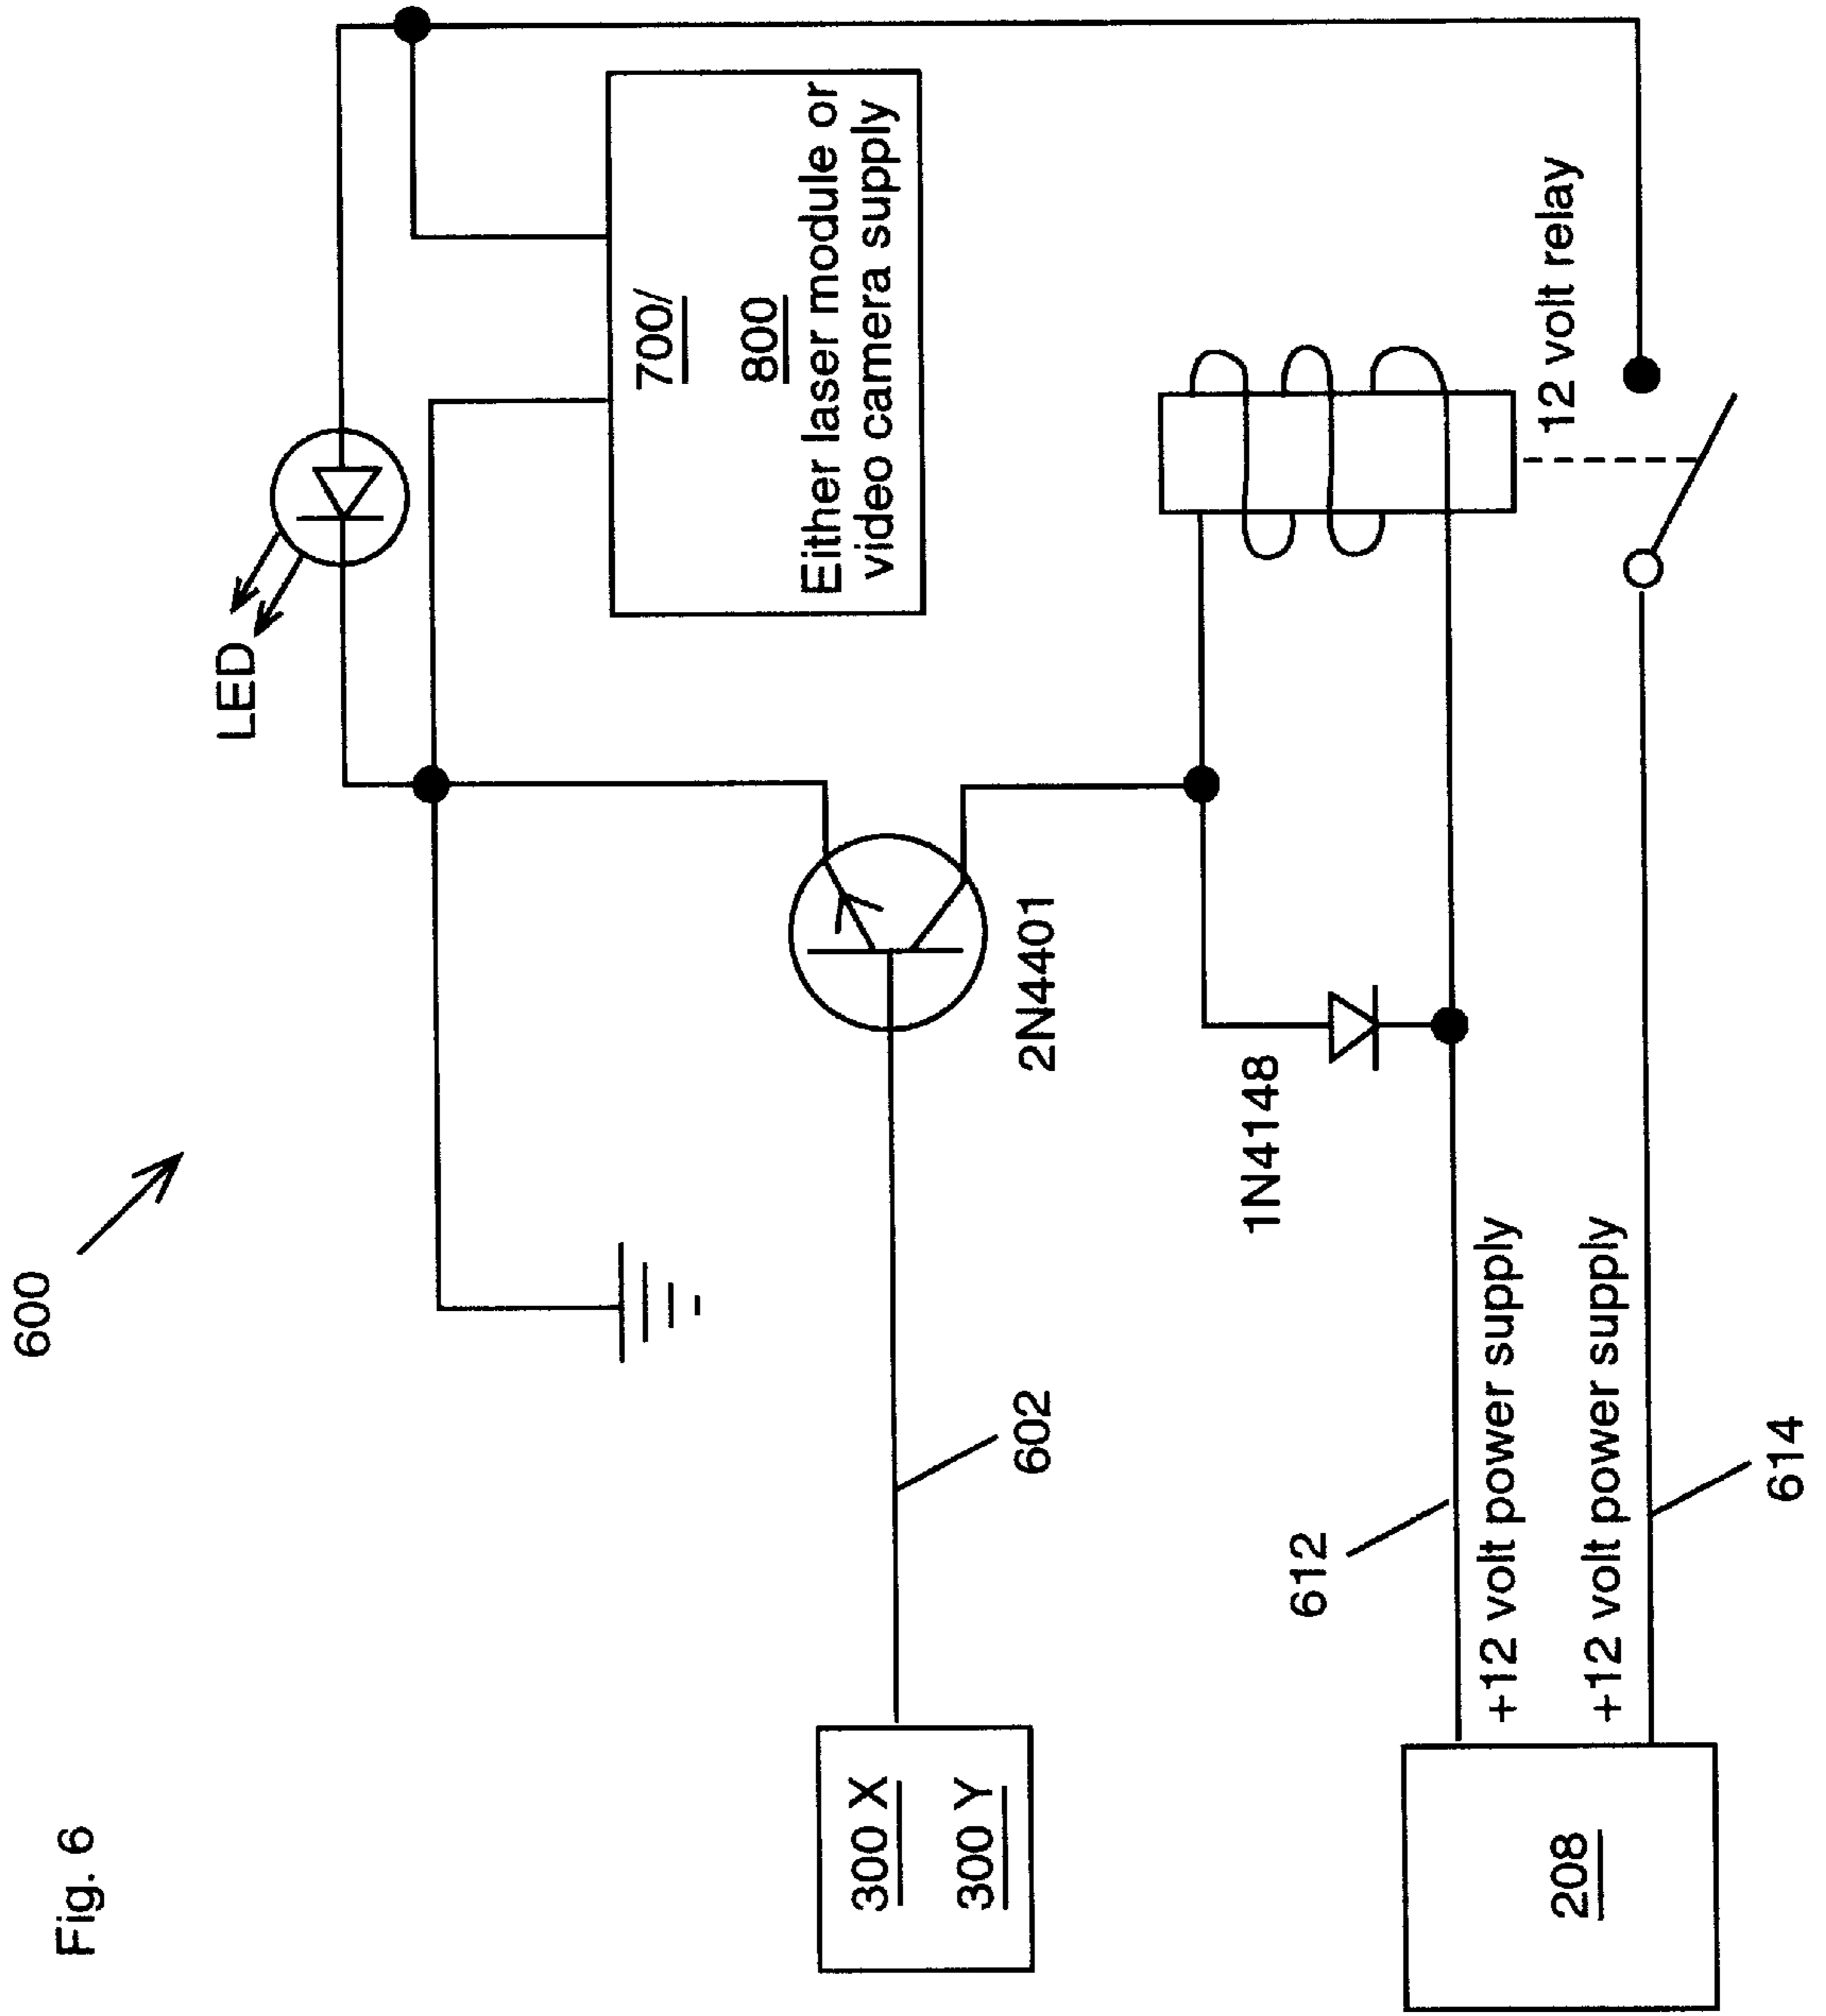 Fig. 6
600
LED
700/
800
Either laser module or
video camera supply
300 X
300 Y
602
2N4401
1N4148
12 volt relay
208
612
+12 volt power supply
+12 volt power supply
614